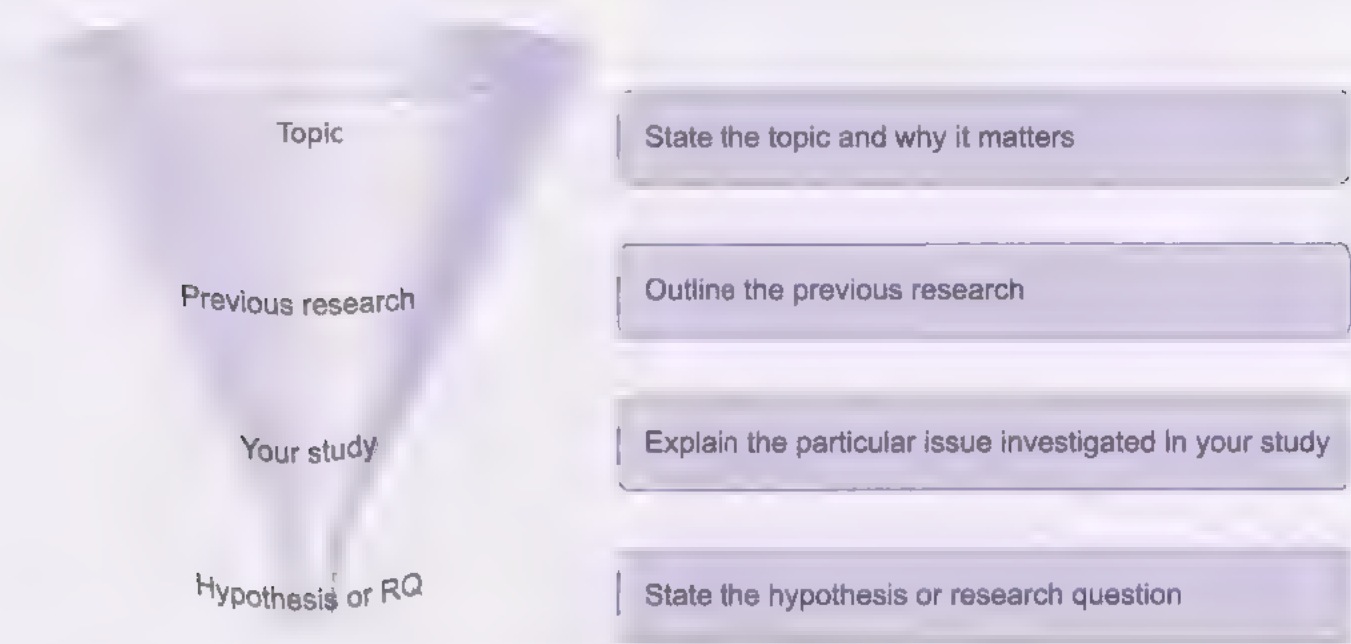 Topic
State the topic and why it matters
Previous research
Outline the previous research
Your study
Explain the particular issue investigated in your study
Hypothesis or RQ
State the hypothesis or research question